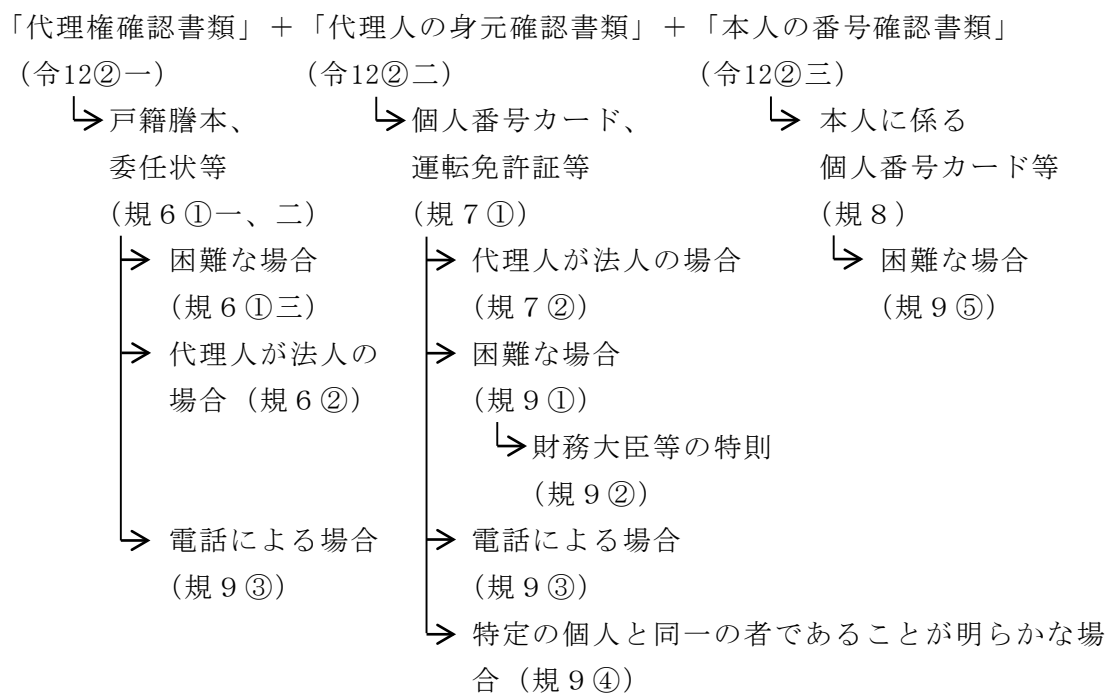 「代理権確認書類」＋「代理人の身元確認書類」＋「本人の番号確認書類」
（令12②一）　（令12②二）　（令12②三）
戸籍謄本、　個人番号カード、　本人に係る
委任状等　運転免許証等　個人番号カード等
（規６①一、二）　（規７①）　（規８）
困難な場合　代理人が法人の場合　困難な場合
（規６①三）　（規７②）　（規９⑤）
代理人が法人の　困難な場合
場合（規６②）　（規９①）
財務大臣等の特則
（規９②）
電話による場合　電話による場合
（規９③）　（規９③）
特定の個人と同一の者であることが明らかな場
合（規９④）